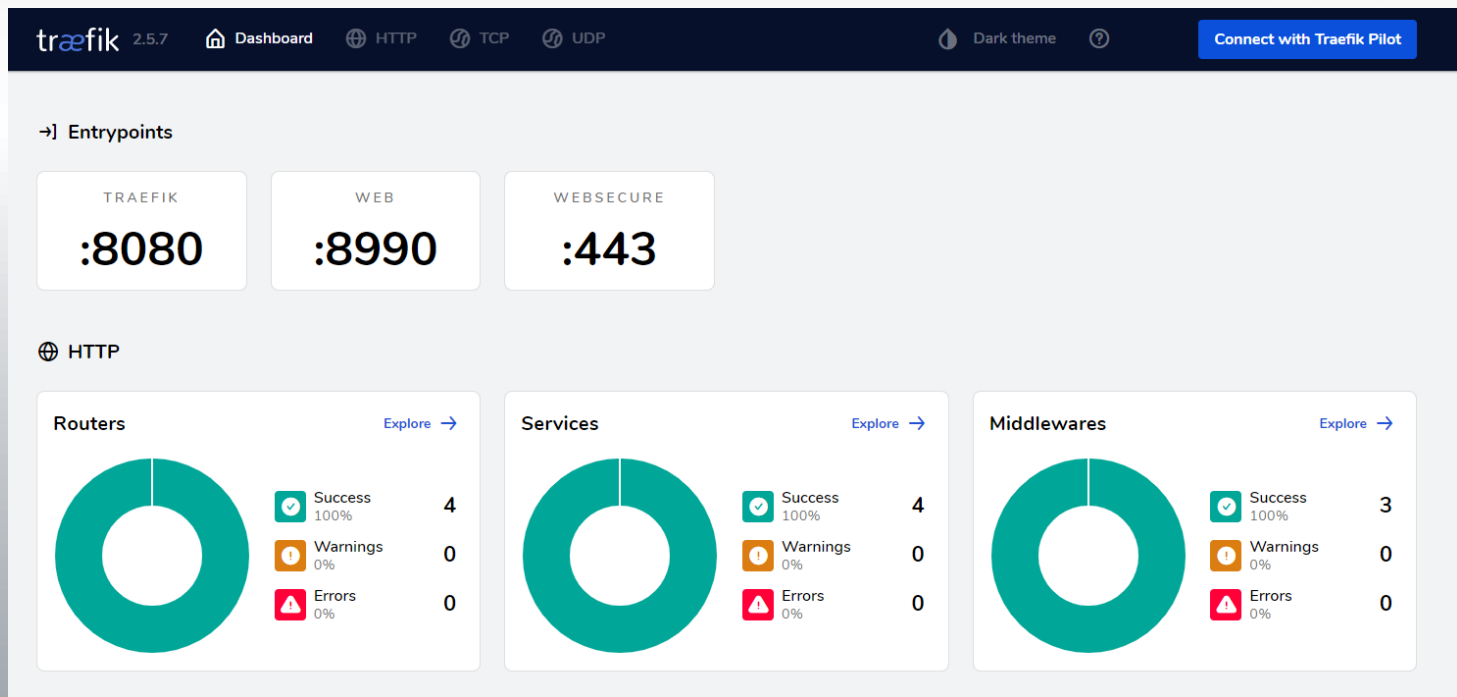 træfik 2.5.7 Dashboard HTTP TCP UDP Dark theme Connect with Traefik Pilot
Entrypoints
TRAEFIK WEB WEBSECURE
:8080 :8990 :443
HTTP
Routers Explore Services Explore Middlewares Explore
Success 4 Success 4 Success 3
100% 100% 100%
Warnings 0 Warnings 0 Warnings 0
0% 0% 0%
Errors 0 Errors 0 Errors 0
0% 0% 0%